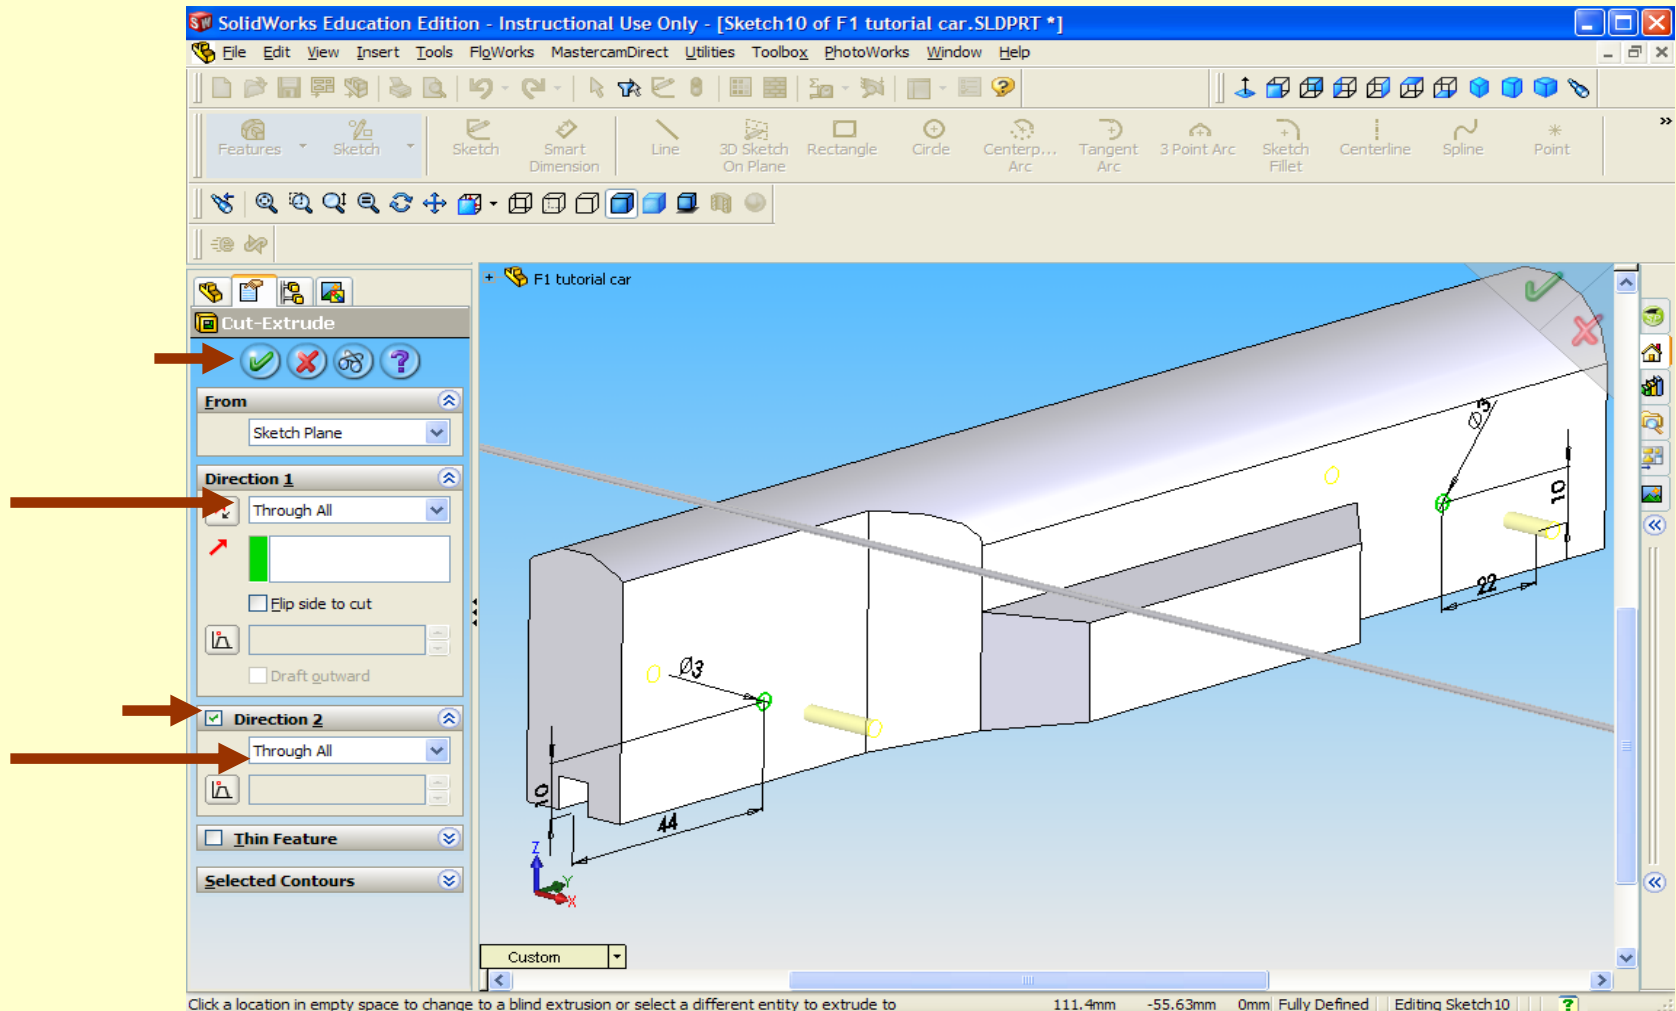 SolidWorks Education Edition - Instructional Use Only - [Sketch10 of F1 tutorial car.SLDPRT *]
File Edit View Insert Tools FloWorks MastercamDirect Utilities Toolbox PhotoWorks Window Help
Features Sketch Sketch Smart Dimension Line 3D Sketch On Plane Rectangle Circle Centerp... Arc Tangent Arc 3 Point Arc Sketch Fillet Centerline Spline Point
F1 tutorial car
Cut-Extrude
From
Sketch Plane
Direction 1
Through All
Flip side to cut
Draft outward
Direction 2
Through All
Thin Feature
Selected Contours
Ø3
10
22
Ø3
10
44
Z
Y
X
Custom
Click a location in empty space to change to a blind extrusion or select a different entity to extrude to 111.4mm -55.63mm 0mm Fully Defined Editing Sketch10